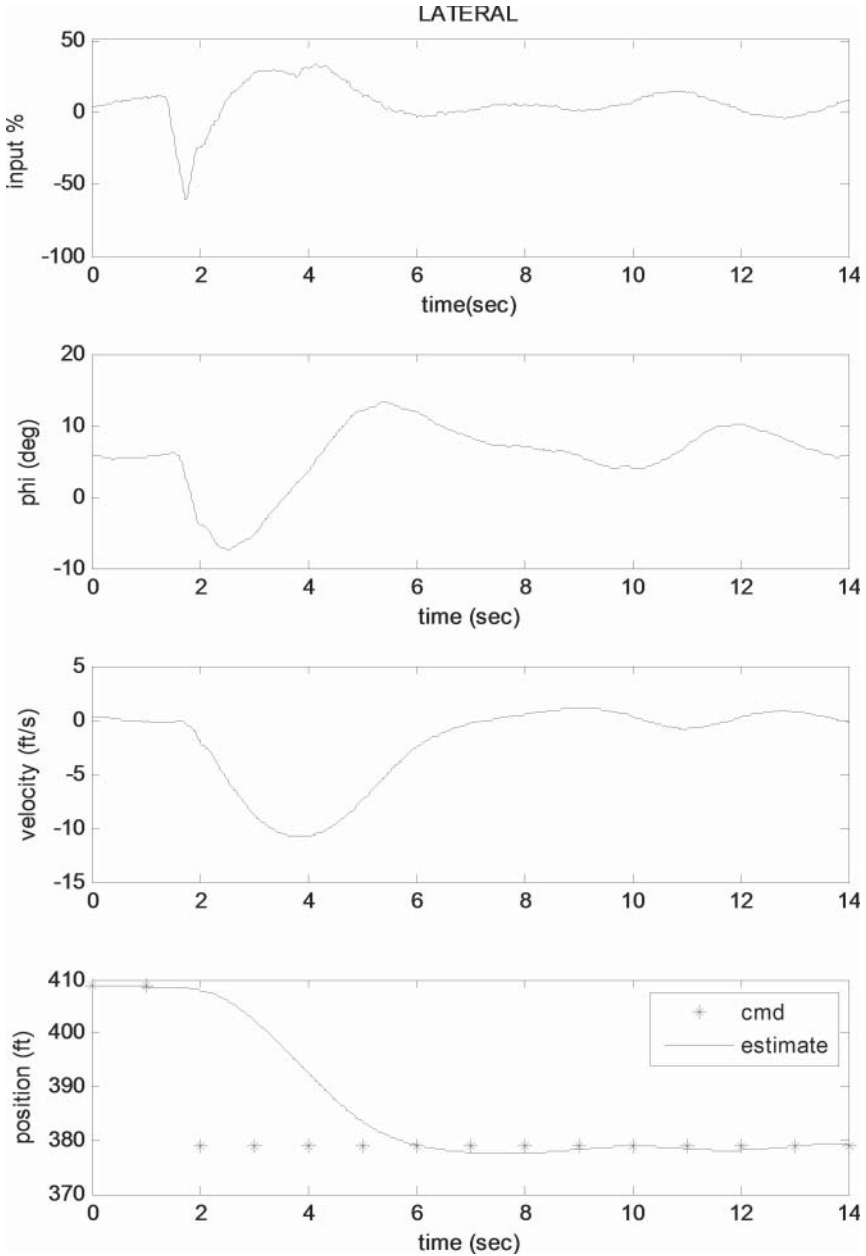 LATERAL
input %
50
0
-50
-100
0 2 4 6 8 10 12 14
time(sec)
phi (deg)
20
10
0
-10
0 2 4 6 8 10 12 14
time (sec)
velocity (ft/s)
5
0
-5
-10
-15
0 2 4 6 8 10 12 14
position (ft)
410
400
390
380
370
cmd
estimate
0 2 4 6 8 10 12 14
time (sec)